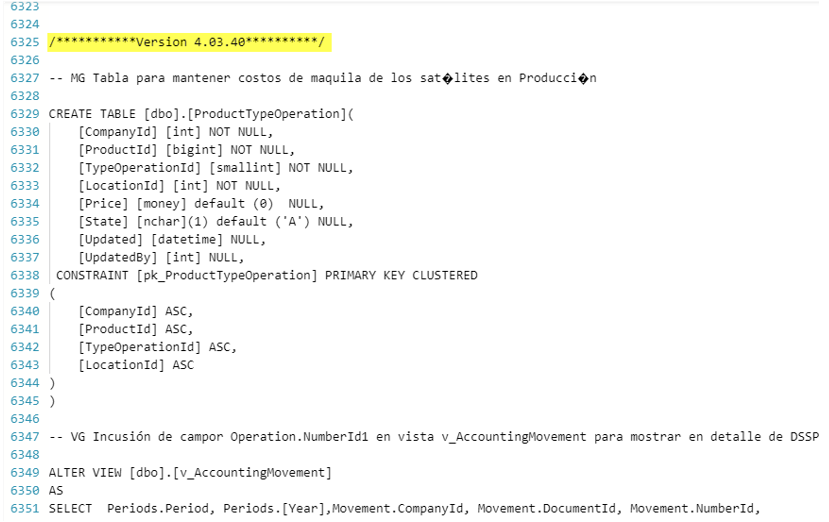 6323
6324
6325 /***********Version 4.03.40**********/
6326
6327 -- MG Tabla para mantener costos de maquila de los sat�lites en Producci�n
6328
6329 CREATE TABLE [dbo].[ProductTypeOperation](
6330     [CompanyId] [int] NOT NULL,
6331     [ProductId] [bigint] NOT NULL,
6332     [TypeOperationId] [smallint] NOT NULL,
6333     [LocationId] [int] NOT NULL,
6334     [Price] [money] default (0)  NULL,
6335     [State] [nchar](1) default ('A') NULL,
6336     [Updated] [datetime] NULL,
6337     [UpdatedBy] [int] NULL,
6338  CONSTRAINT [pk_ProductTypeOperation] PRIMARY KEY CLUSTERED
6339 (
6340     [CompanyId] ASC,
6341     [ProductId] ASC,
6342     [TypeOperationId] ASC,
6343     [LocationId] ASC
6344 )
6345 )
6346
6347 -- VG Incusión de campor Operation.NumberId1 en vista v_AccountingMovement para mostrar en detalle de DSSP
6348
6349 ALTER VIEW [dbo].[v_AccountingMovement]
6350 AS
6351 SELECT  Periods.Period, Periods.[Year],Movement.CompanyId, Movement.DocumentId, Movement.NumberId,